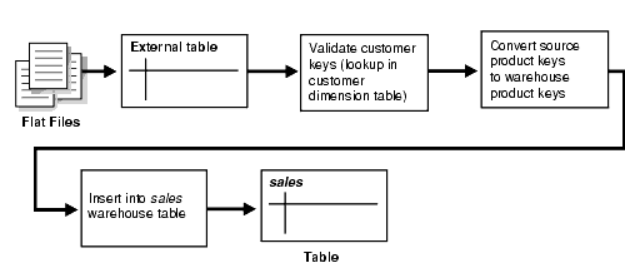 External table
Flat Files
Validate customer
keys (lookup in
customer
dimension table)
Convert source
product keys
to warehouse
product keys
Insert into sales
warehouse table
sales
Table